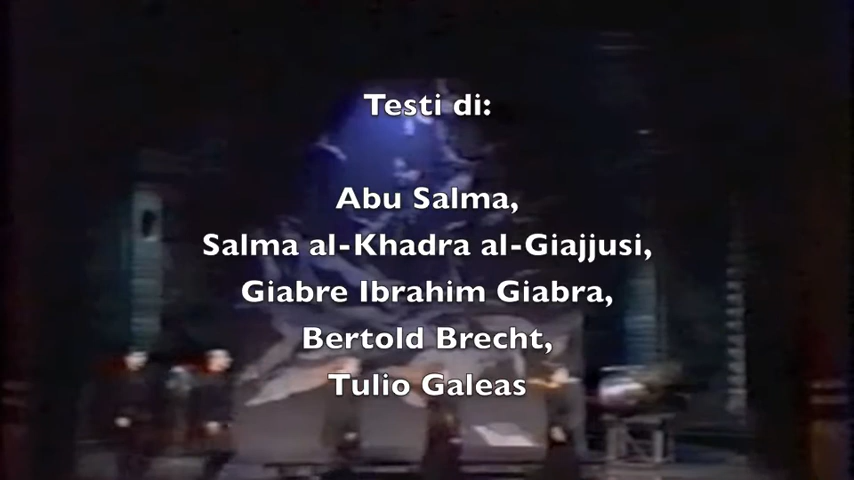 Testi di:
Abu Salma,
Salma al-Khadra al-Giajjusi,
Giabre Ibrahim Giabra,
Bertold Brecht,
Tulio Galeas